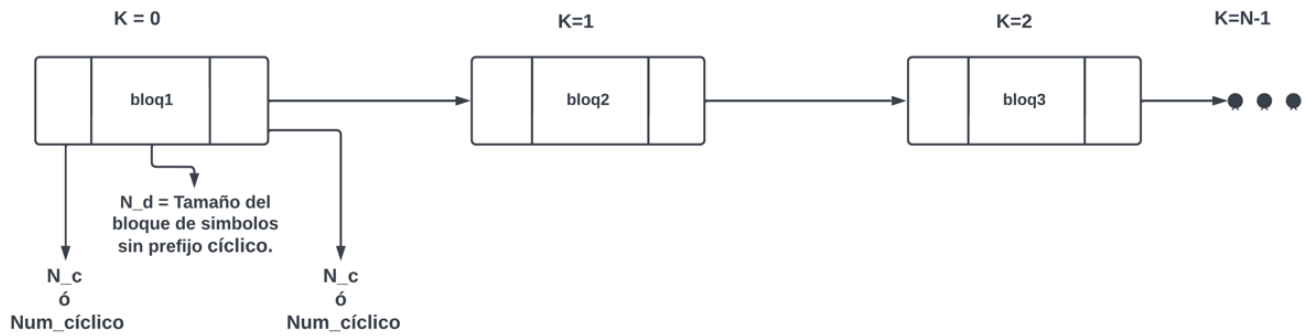 K = 0
K=1
K=2
K=N-1
bloq1
bloq2
bloq3
N_d = Tamaño del
bloque de simbolos
sin prefijo cíclico.
N_c
ó
Num_cíclico
N_c
ó
Num_cíclico